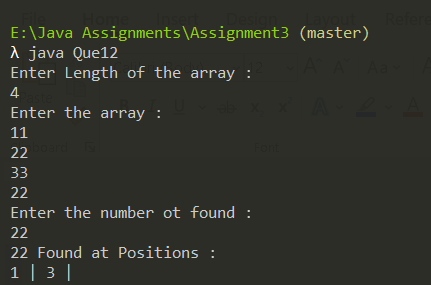 E:\Java Assignments\Assignment3 (master)
λ java Que12
Enter Length of the array :
4
Enter the array :
11
22
33
22
Enter the number ot found :
22
22 Found at Positions :
1 | 3 |